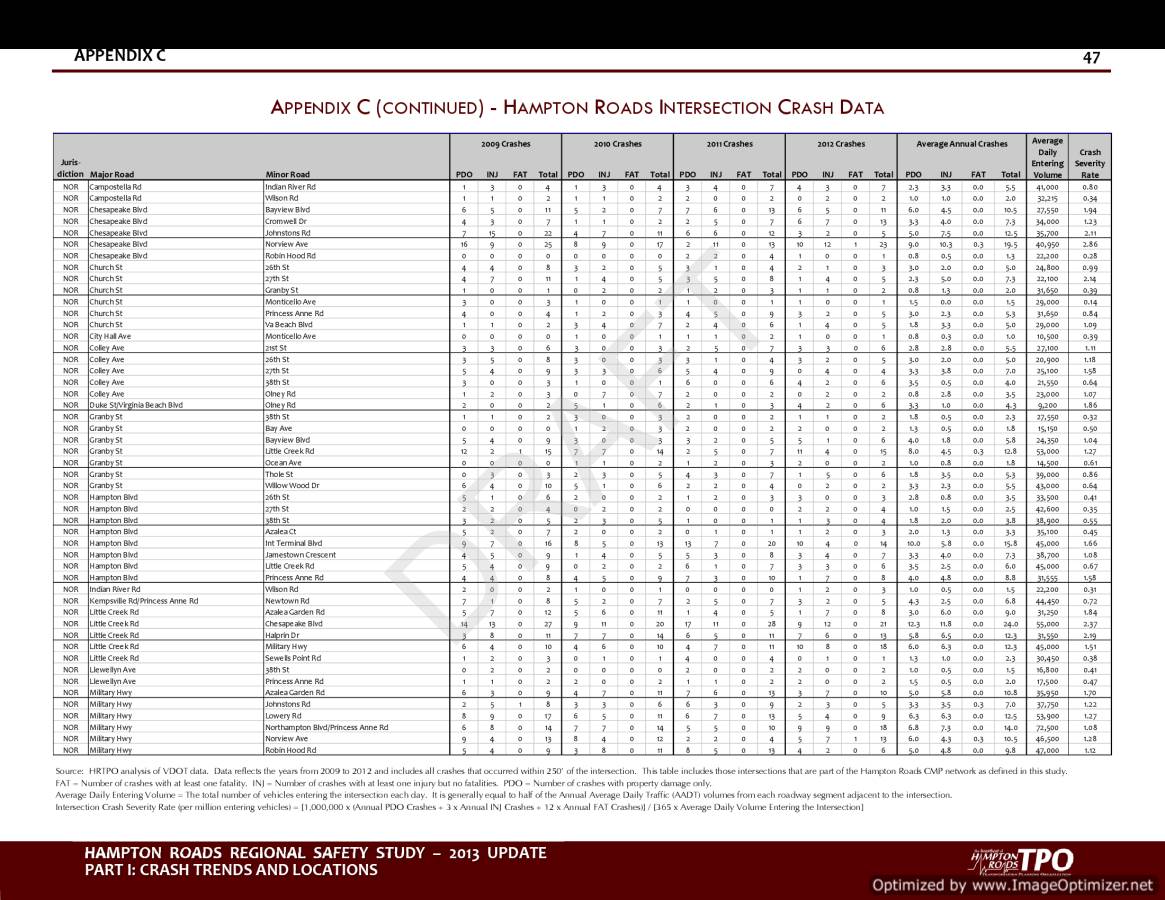 APPENDIX C 47
APPENDIX C (CONTINUED) - HAMPTON ROADS INTERSECTION CRASH DATA
2009 Crashes 2010 Crashes 2011 Crashes 2012 Crashes Average Annual Crashes Average Daily Entering Volume Crash Severity Rate
Juris-diction Major Road Minor Road PDO INJ FAT Total PDO INJ FAT Total PDO INJ FAT Total PDO INJ FAT Total PDO INJ FAT Total
NOR Campostella Rd Indian River Rd 1 3 0 4 1 3 0 4 3 4 0 7 4 3 0 7 2.3 3.3 0.0 5.5 41,000 0.80
NOR Campostella Rd Wilson Rd 1 1 0 2 1 1 0 2 2 0 0 2 0 2 0 2 1.0 1.0 0.0 2.0 32,215 0.34
NOR Chesapeake Blvd Bayview Blvd 6 5 0 11 5 2 0 7 7 6 0 13 6 5 0 11 6.0 4.5 0.0 10.5 27,550 1.94
NOR Chesapeake Blvd Cromwell Dr 4 3 0 7 1 1 0 2 2 5 0 7 6 7 0 13 3.3 4.0 0.0 7.3 34,000 1.23
NOR Chesapeake Blvd Johnstons Rd 7 15 0 22 4 7 0 11 6 6 0 12 3 2 0 5 5.0 7.5 0.0 12.5 35,700 2.11
NOR Chesapeake Blvd Norview Ave 16 9 0 25 8 9 0 17 2 11 0 13 10 12 1 23 9.0 10.3 0.3 19.5 40,950 2.86
NOR Chesapeake Blvd Robin Hood Rd 0 0 0 0 0 0 0 0 2 2 0 4 1 0 0 1 0.8 0.5 0.0 1.3 22,200 0.28
NOR Church St 26th St 4 4 0 8 3 2 0 5 3 1 0 4 2 1 0 3 3.0 2.0 0.0 5.0 24,800 0.99
NOR Church St 27th St 4 7 0 11 1 4 0 5 3 5 0 8 1 4 0 5 2.3 5.0 0.0 7.3 22,100 2.14
NOR Church St Granby St 1 0 0 1 0 2 0 2 1 2 0 3 1 1 0 2 0.8 1.3 0.0 2.0 31,650 0.39
NOR Church St Monticello Ave 3 0 0 3 1 0 0 1 1 0 0 1 1 0 0 1 1.5 0.0 0.0 1.5 29,000 0.14
NOR Church St Princess Anne Rd 4 0 0 4 1 2 0 3 4 5 0 9 3 2 0 5 3.0 2.3 0.0 5.3 31,650 0.84
NOR Church St Va Beach Blvd 1 1 0 2 3 4 0 7 2 4 0 6 1 4 0 5 1.8 3.3 0.0 5.0 29,000 1.09
NOR City Hall Ave Monticello Ave 0 0 0 0 1 0 0 1 1 1 0 2 1 0 0 1 0.8 0.3 0.0 1.0 10,500 0.39
NOR Colley Ave 21st St 3 3 0 6 3 0 0 3 2 5 0 7 3 3 0 6 2.8 2.8 0.0 5.5 27,100 1.11
NOR Colley Ave 26th St 3 5 0 8 3 0 0 3 3 1 0 4 3 2 0 5 3.0 2.0 0.0 5.0 20,900 1.18
NOR Colley Ave 27th St 5 4 0 9 3 3 0 6 5 4 0 9 0 4 0 4 3.3 3.8 0.0 7.0 25,100 1.58
NOR Colley Ave 38th St 3 0 0 3 1 0 0 1 6 0 0 6 4 2 0 6 3.5 0.5 0.0 4.0 21,550 0.64
NOR Colley Ave Olney Rd 1 2 0 3 0 7 0 7 2 0 0 2 0 2 0 2 0.8 2.8 0.0 3.5 23,000 1.07
NOR Duke St/Virginia Beach Blvd Olney Rd 2 0 0 2 5 1 0 6 2 1 0 3 4 2 0 6 3.3 1.0 0.0 4.3 9,200 1.86
NOR Granby St 38th St 1 1 0 2 3 0 0 3 2 0 0 2 1 1 0 2 1.8 0.5 0.0 2.3 27,550 0.32
NOR Granby St Bay Ave 0 0 0 0 1 2 0 3 2 0 0 2 2 0 0 2 1.3 0.5 0.0 1.8 15,150 0.50
NOR Granby St Bayview Blvd 5 4 0 9 3 0 0 3 3 2 0 5 5 1 0 6 4.0 1.8 0.0 5.8 24,350 1.04
NOR Granby St Little Creek Rd 12 2 1 15 7 7 0 14 2 5 0 7 11 4 0 15 8.0 4.5 0.3 12.8 53,000 1.27
NOR Granby St Ocean Ave 0 0 0 0 1 1 0 2 1 2 0 3 2 0 0 2 1.0 0.8 0.0 1.8 14,500 0.61
NOR Granby St Thole St 0 3 0 3 2 3 0 5 4 3 0 7 1 5 0 6 1.8 3.5 0.0 5.3 39,000 0.86
NOR Granby St Willow Wood Dr 6 4 0 10 5 1 0 6 2 2 0 4 0 2 0 2 3.3 2.3 0.0 5.5 43,000 0.64
NOR Hampton Blvd 26th St 5 1 0 6 2 0 0 2 1 2 0 3 3 0 0 3 2.8 0.8 0.0 3.5 33,500 0.41
NOR Hampton Blvd 27th St 2 2 0 4 0 2 0 2 0 2 0 2 2 0 0 2 1.0 1.5 0.0 2.5 42,600 0.35
NOR Hampton Blvd 38th St 3 2 0 5 2 3 0 5 1 0 0 1 1 3 0 4 1.8 2.0 0.0 3.8 38,900 0.55
NOR Hampton Blvd Azalea Ct 5 2 0 7 2 0 0 2 0 1 0 1 1 2 0 3 2.0 1.3 0.0 3.3 35,100 0.45
NOR Hampton Blvd Int Terminal Blvd 9 7 0 16 8 5 0 13 13 7 0 20 10 4 0 14 10.0 5.8 0.0 15.8 45,000 1.66
NOR Hampton Blvd Jamestown Crescent 4 5 0 9 1 4 0 5 5 3 0 8 3 4 0 7 3.3 4.0 0.0 7.3 38,700 1.08
NOR Hampton Blvd Little Creek Rd 5 4 0 9 0 2 0 2 6 1 0 7 3 3 0 6 3.5 2.5 0.0 6.0 45,000 0.67
NOR Hampton Blvd Princess Anne Rd 4 4 0 8 4 5 0 9 7 3 0 10 1 7 0 8 4.0 4.8 0.0 8.8 31,555 1.58
NOR Indian River Rd Wilson Rd 2 0 0 2 1 0 0 1 0 0 0 0 1 2 0 3 1.0 0.5 0.0 1.5 22,200 0.31
NOR Kempsville Rd/Princess Anne Rd Newtown Rd 7 1 0 8 5 2 0 7 2 5 0 7 3 2 0 5 4.3 2.5 0.0 6.8 44,450 0.72
NOR Little Creek Rd Azalea Garden Rd 5 7 0 12 5 6 0 11 1 4 0 5 1 7 0 8 3.0 6.0 0.0 9.0 31,250 1.84
NOR Little Creek Rd Chesapeake Blvd 14 13 0 27 9 11 0 20 17 11 0 28 9 12 0 21 12.3 11.8 0.0 24.0 55,000 2.37
NOR Little Creek Rd Halprin Dr 3 8 0 11 7 7 0 14 6 5 0 11 7 6 0 13 5.8 6.5 0.0 12.3 31,550 2.19
NOR Little Creek Rd Military Hwy 6 4 0 10 4 6 0 10 4 7 0 11 10 8 0 18 6.0 6.3 0.0 12.3 45,000 1.51
NOR Little Creek Rd Sewells Point Rd 1 2 0 3 0 1 0 1 4 0 0 4 0 1 0 1 1.3 1.0 0.0 2.3 30,450 0.38
NOR Llewellyn Ave 38th St 0 2 0 2 0 0 0 0 2 0 0 2 2 0 0 2 1.0 0.5 0.0 1.5 16,800 0.41
NOR Llewellyn Ave Princess Anne Rd 1 1 0 2 2 0 0 2 1 1 0 2 2 0 0 2 1.5 0.5 0.0 2.0 17,500 0.47
NOR Military Hwy Azalea Garden Rd 6 3 0 9 4 7 0 11 7 6 0 13 3 7 0 10 5.0 5.8 0.0 10.8 35,950 1.70
NOR Military Hwy Johnstons Rd 2 5 1 8 3 3 0 6 6 3 0 9 2 3 0 5 3.3 3.5 0.3 7.0 37,750 1.22
NOR Military Hwy Lowery Rd 8 9 0 17 6 5 0 11 6 7 0 13 5 4 0 9 6.3 6.3 0.0 12.5 53,900 1.27
NOR Military Hwy Northampton Blvd/Princess Anne Rd 6 8 0 14 7 7 0 14 5 5 0 10 9 9 0 18 6.8 7.3 0.0 14.0 72,500 1.08
NOR Military Hwy Norview Ave 9 4 0 13 8 4 0 12 2 2 0 4 5 7 1 13 6.0 4.3 0.3 10.5 46,500 1.28
NOR Military Hwy Robin Hood Rd 5 4 0 9 3 8 0 11 8 5 0 13 4 2 0 6 5.0 4.8 0.0 9.8 47,000 1.12
DRAFT
Source: HRTPO analysis of VDOT data. Data reflects the years from 2009 to 2012 and includes all crashes that occurred within 250' of the intersection. This table includes those intersections that are part of the Hampton Roads CMP network as defined in this study.
FAT = Number of crashes with at least one fatality. INJ = Number of crashes with at least one injury but no fatalities. PDO = Number of crashes with property damage only.
Average Daily Entering Volume = The total number of vehicles entering the intersection each day. It is generally equal to half of the Annual Average Daily Traffic (AADT) volumes from each roadway segment adjacent to the intersection.
Intersection Crash Severity Rate (per million entering vehicles) = [1,000,000 x (Annual PDO Crashes + 3 x Annual INJ Crashes + 12 x Annual FAT Crashes)] / [365 x Average Daily Volume Entering the Intersection]
HAMPTON ROADS REGIONAL SAFETY STUDY – 2013 UPDATE
PART I: CRASH TRENDS AND LOCATIONS
HAMPTON ROADS TPO
Optimized by www.ImageOptimizer.net